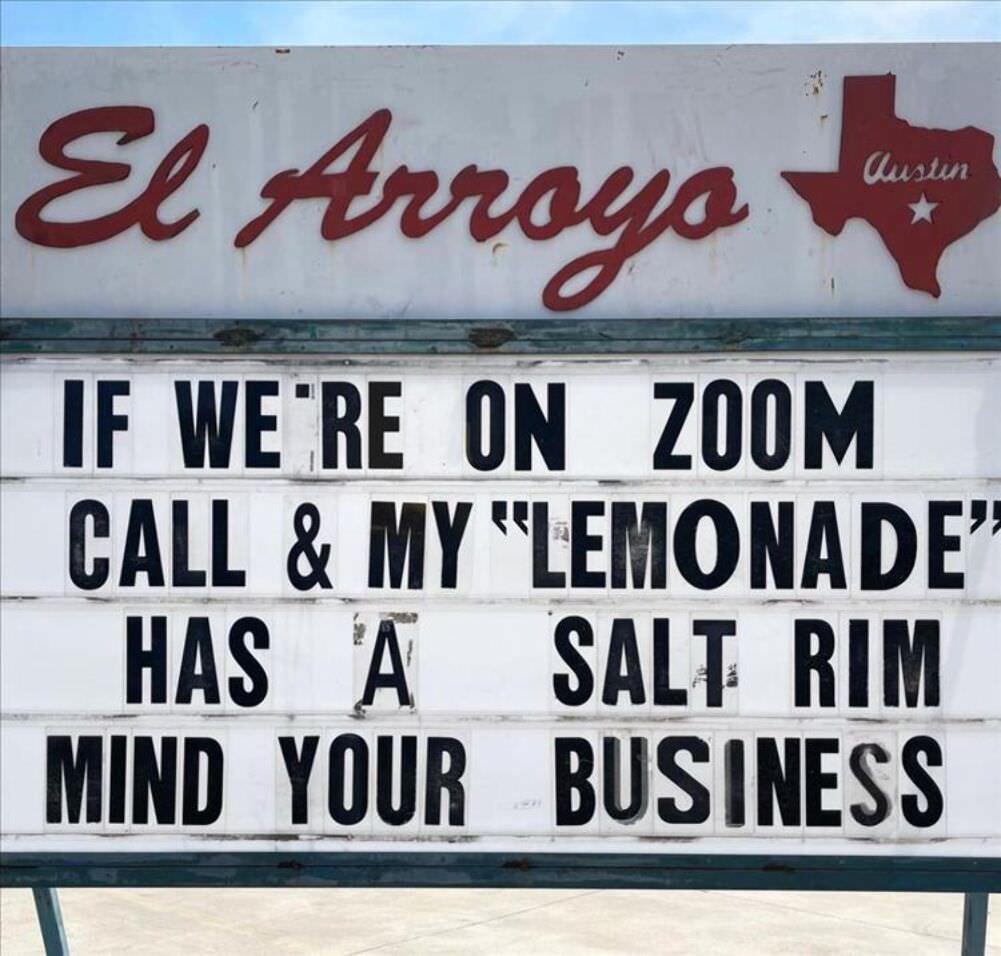 El Arroyo
Austin
IF WE'RE ON ZOOM
CALL & MY "LEMONADE"
HAS A SALT RIM
MIND YOUR BUSINESS